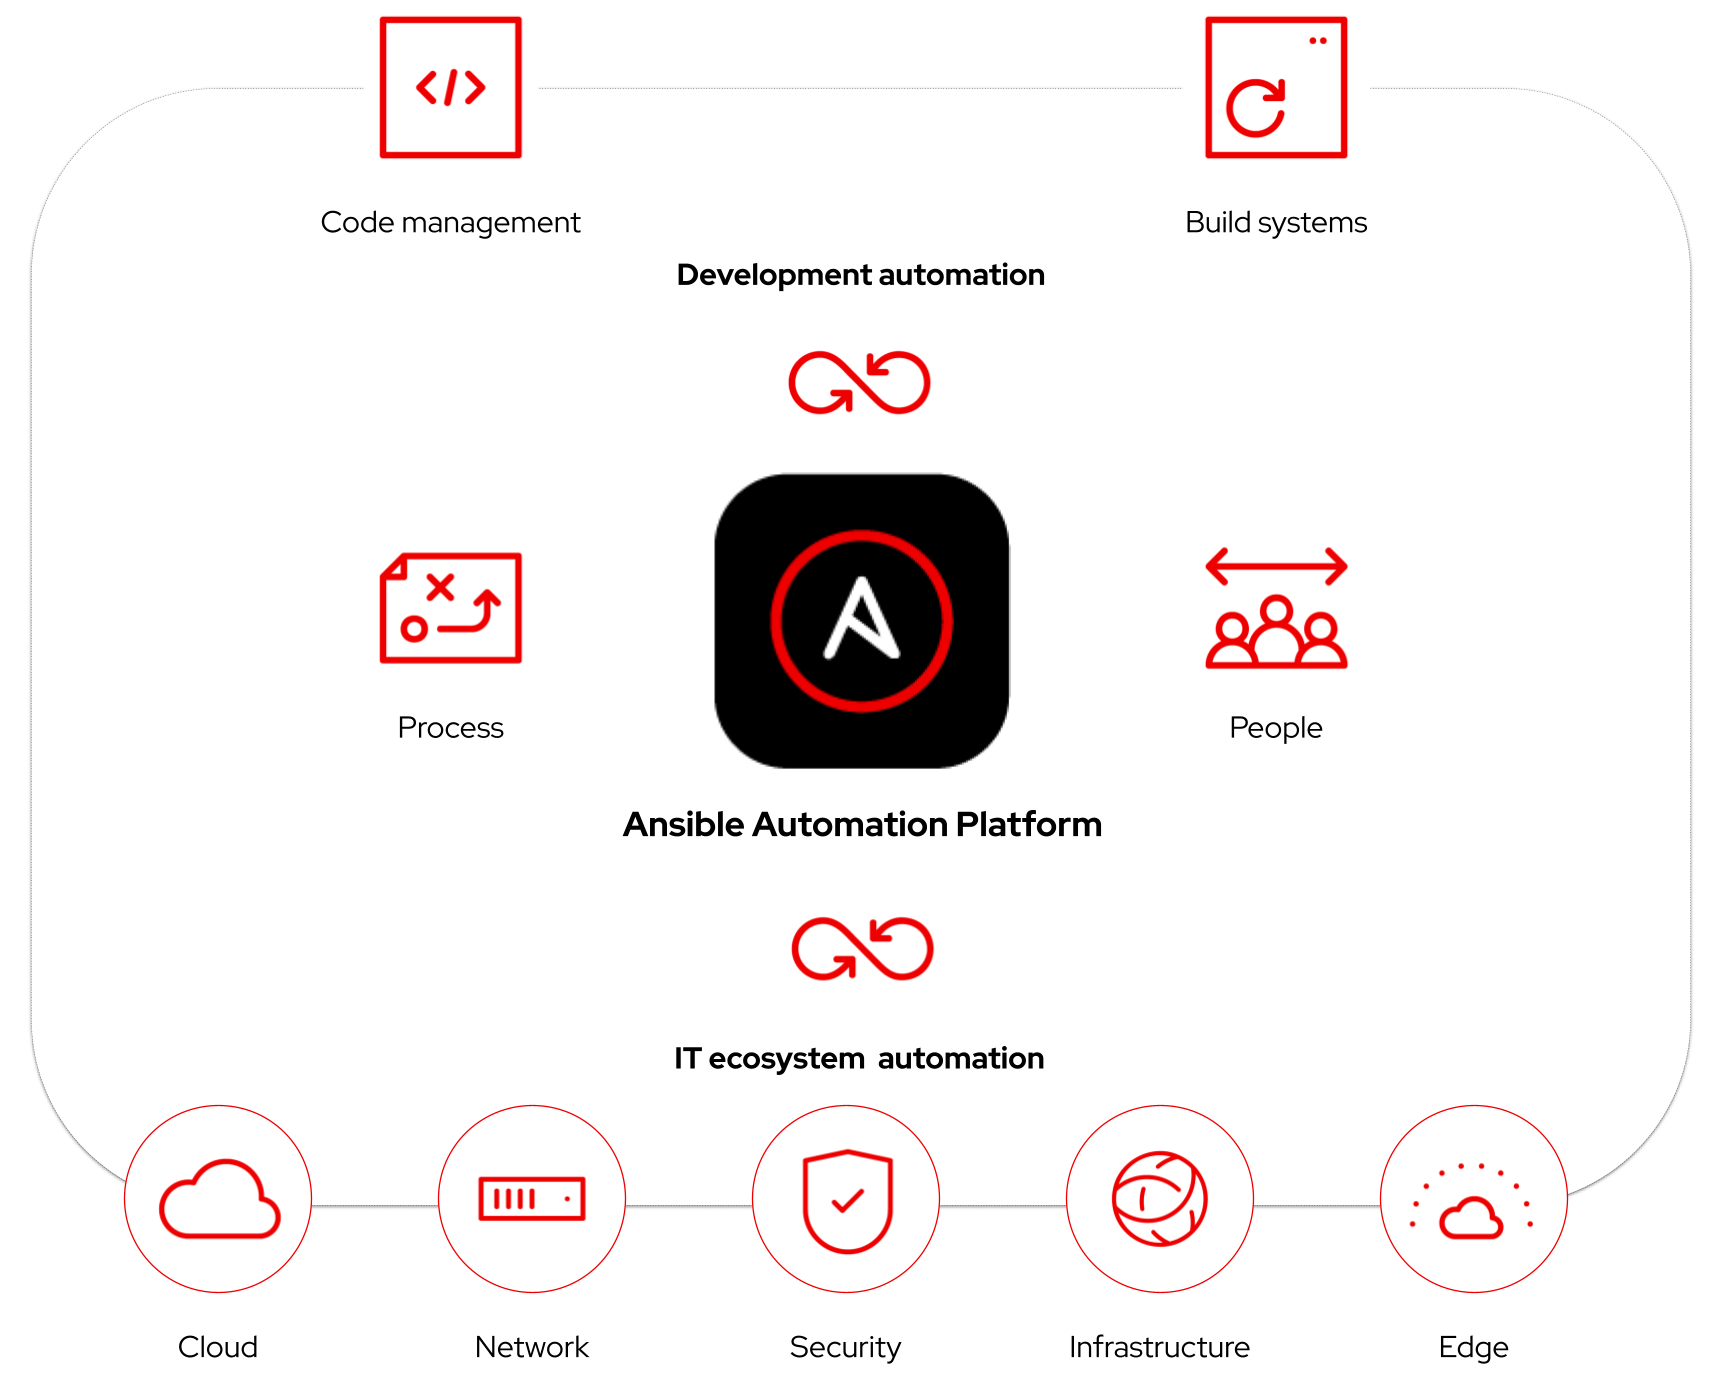 Code management
Build systems
Development automation
Process
People
Ansible Automation Platform
IT ecosystem  automation
Cloud
Network
Security
Infrastructure
Edge